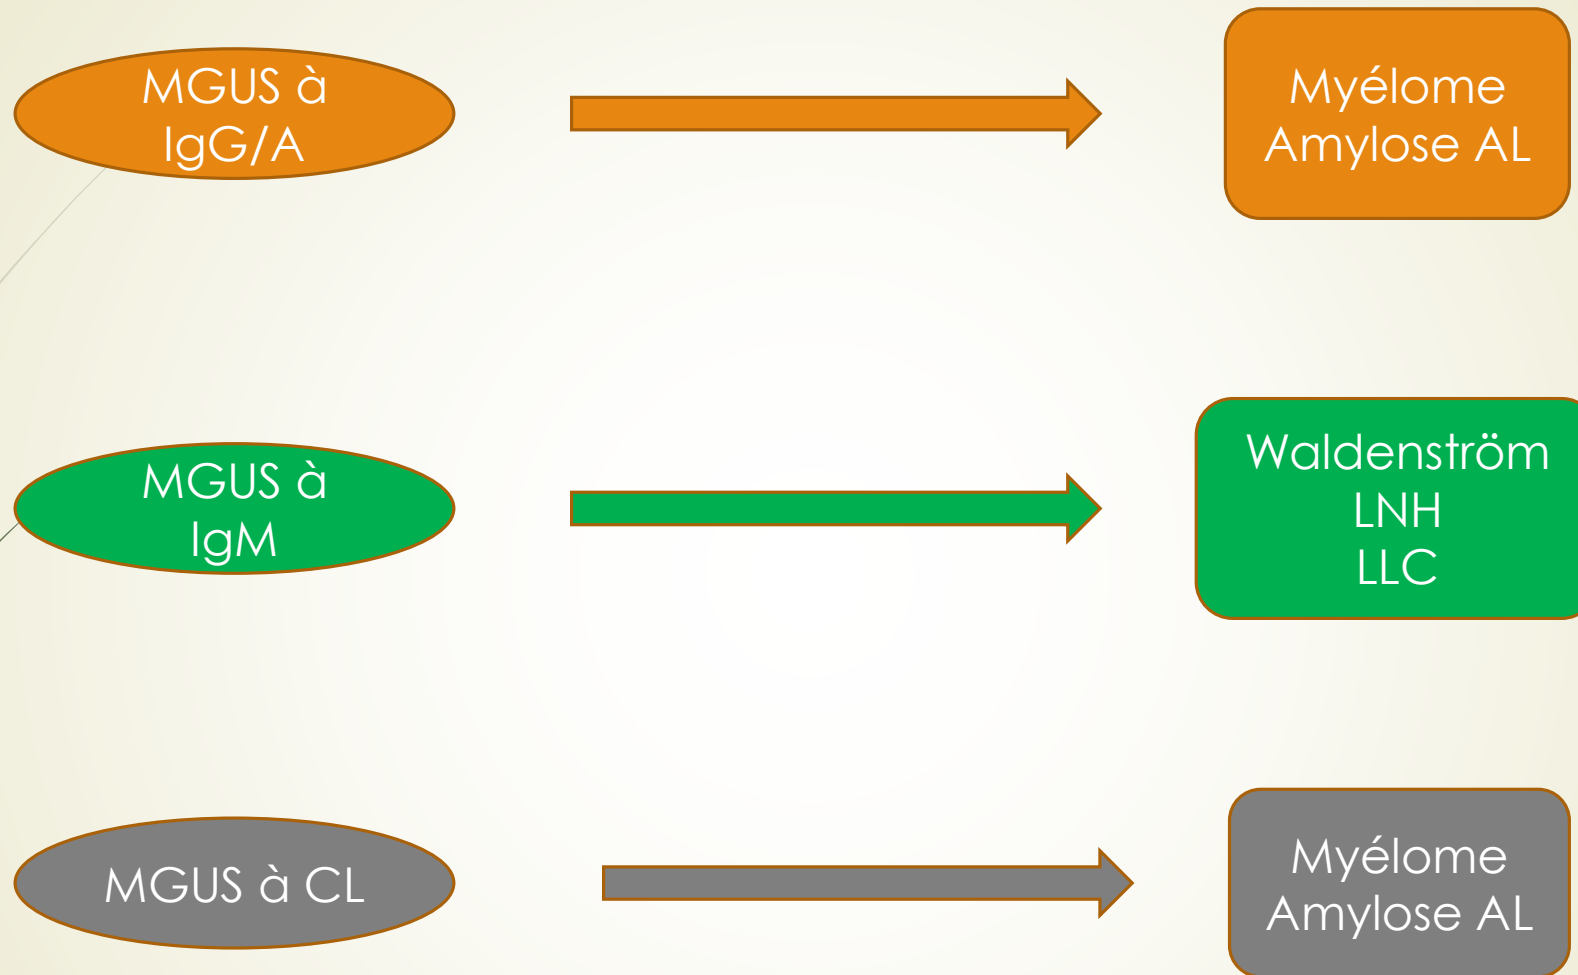 MGUS à
IgG/A
Myélome
Amylose AL
MGUS à
IgM
Waldenström
LNH
LLC
MGUS à CL
Myélome
Amylose AL